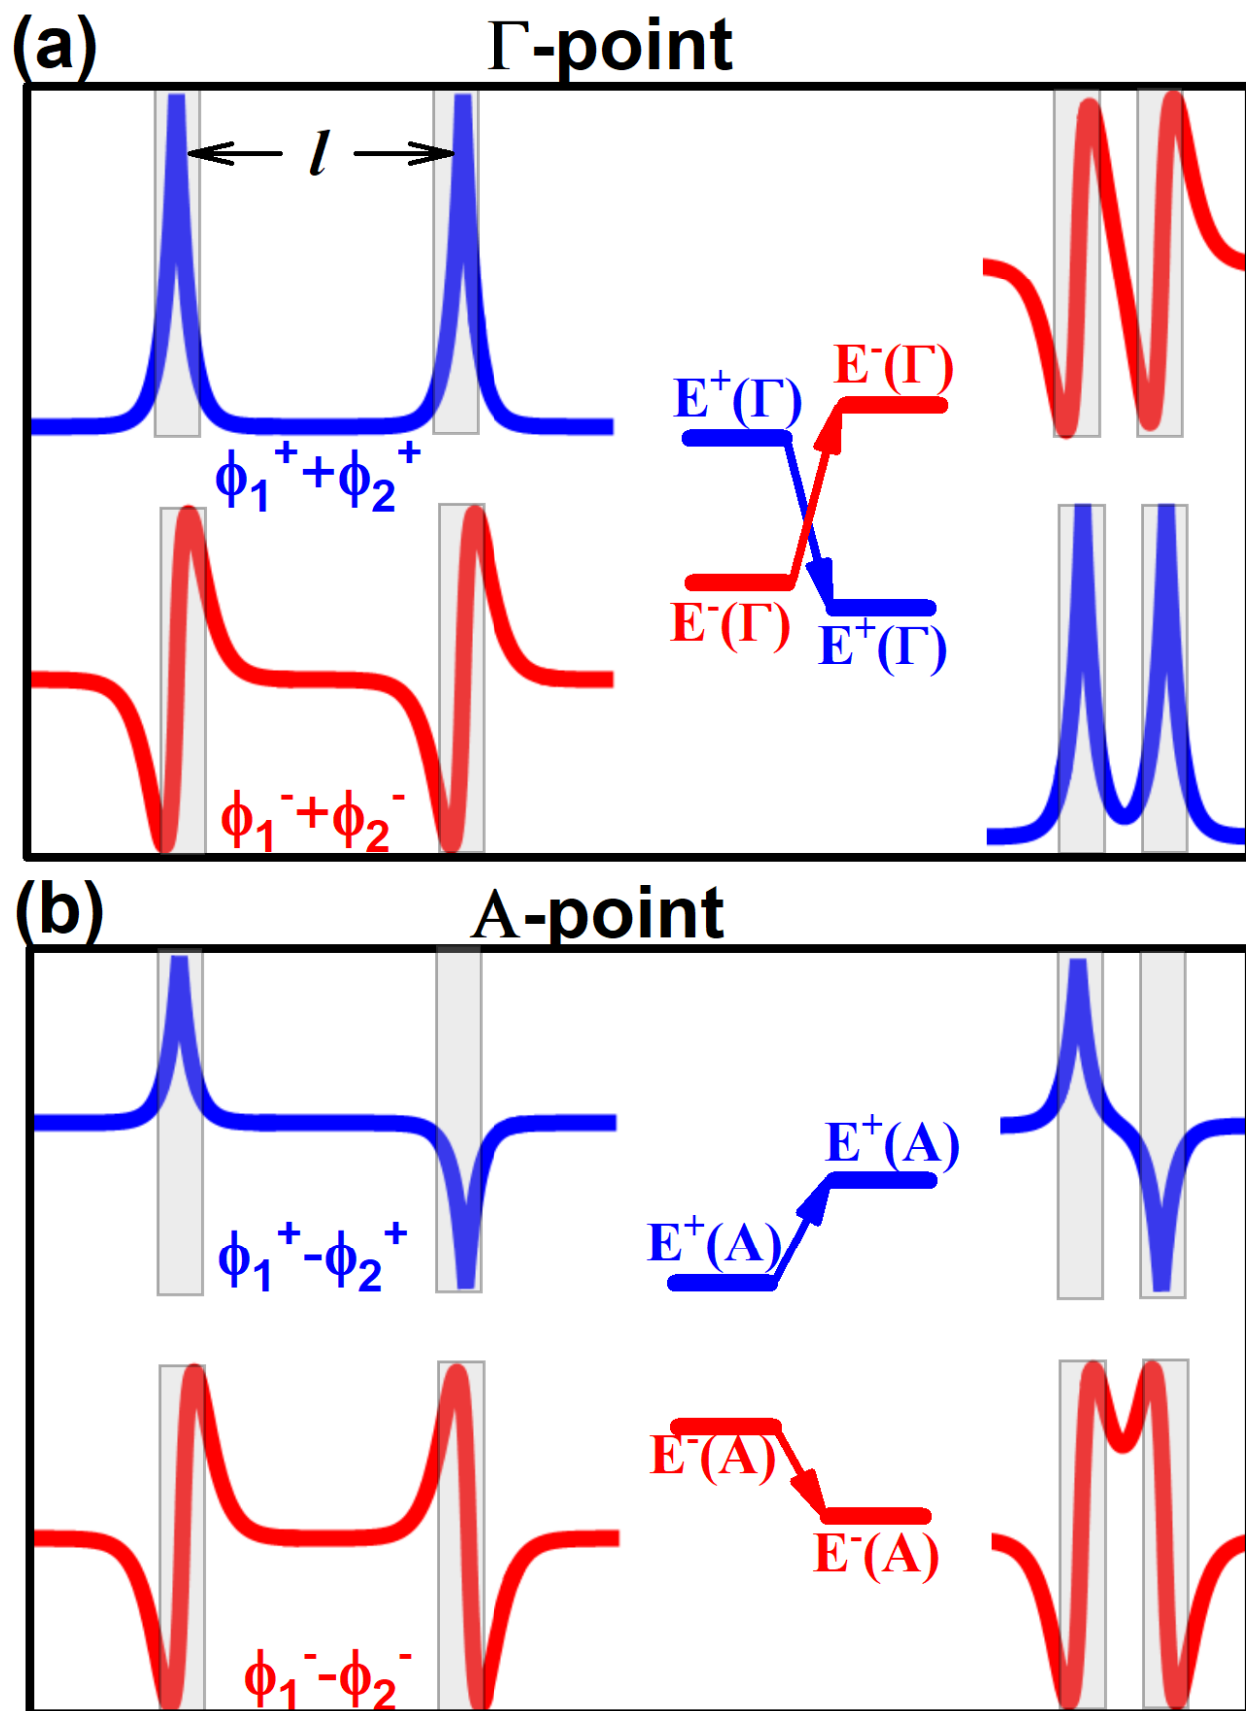 (a) Γ-point
l
E⁻(Γ)
E⁺(Γ)
ϕ₁⁺+ϕ₂⁺
E⁻(Γ)
E⁺(Γ)
ϕ₁⁻+ϕ₂⁻
(b) A-point
E⁺(A)
E⁺(A)
ϕ₁⁺-ϕ₂⁺
E⁻(A)
E⁻(A)
ϕ₁⁻-ϕ₂⁻